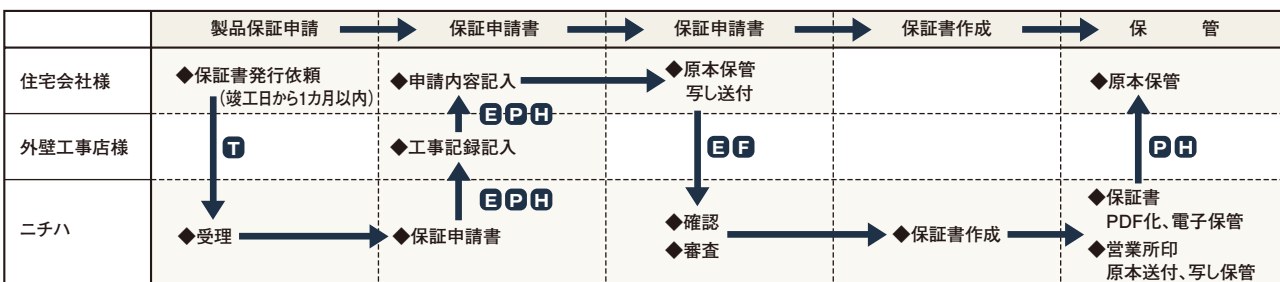 製品保証申請 保証申請書 保証申請書 保証書作成 保　管
住宅会社様
◆保証書発行依頼
(竣工日から1カ月以内)
◆申請内容記入
◆原本保管
写し送付
◆原本保管
E P H
外壁工事店様
T
◆工事記録記入
E F
P H
E P H
ニチハ
◆受理
◆保証申請書
◆確認
◆審査
◆保証書作成
◆保証書
PDF化、電子保管
◆営業所印
原本送付、写し保管